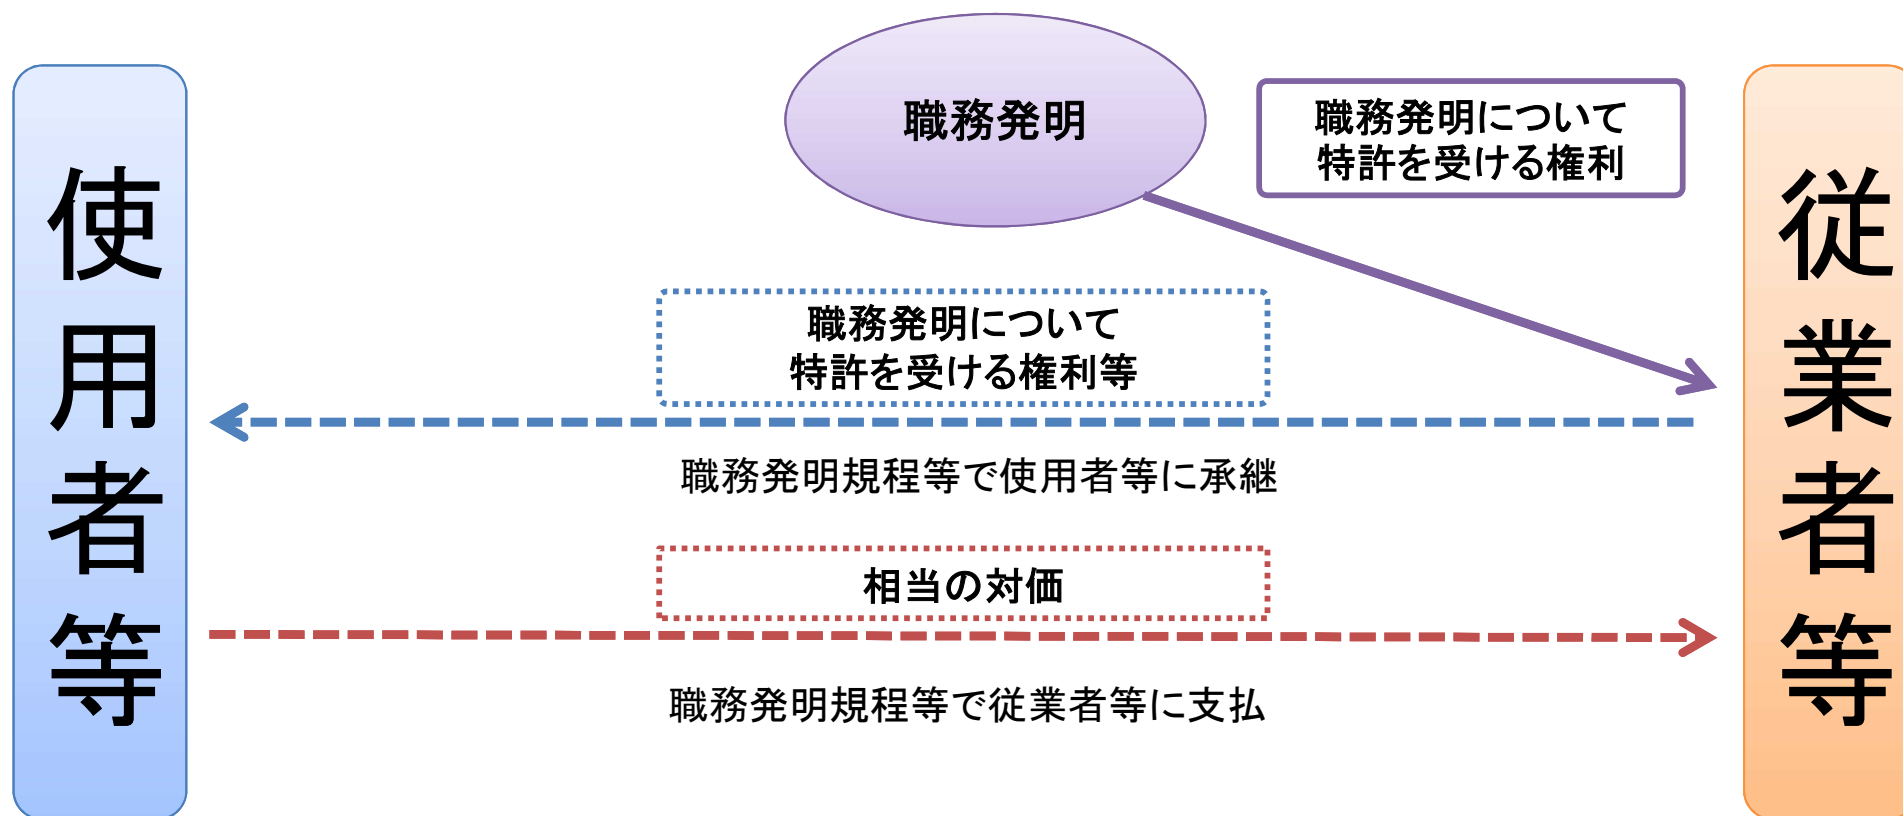 職務発明
職務発明について
特許を受ける権利
使用者等
従業者等
職務発明について
特許を受ける権利等
職務発明規程等で使用者等に承継
相当の対価
職務発明規程等で従業者等に支払